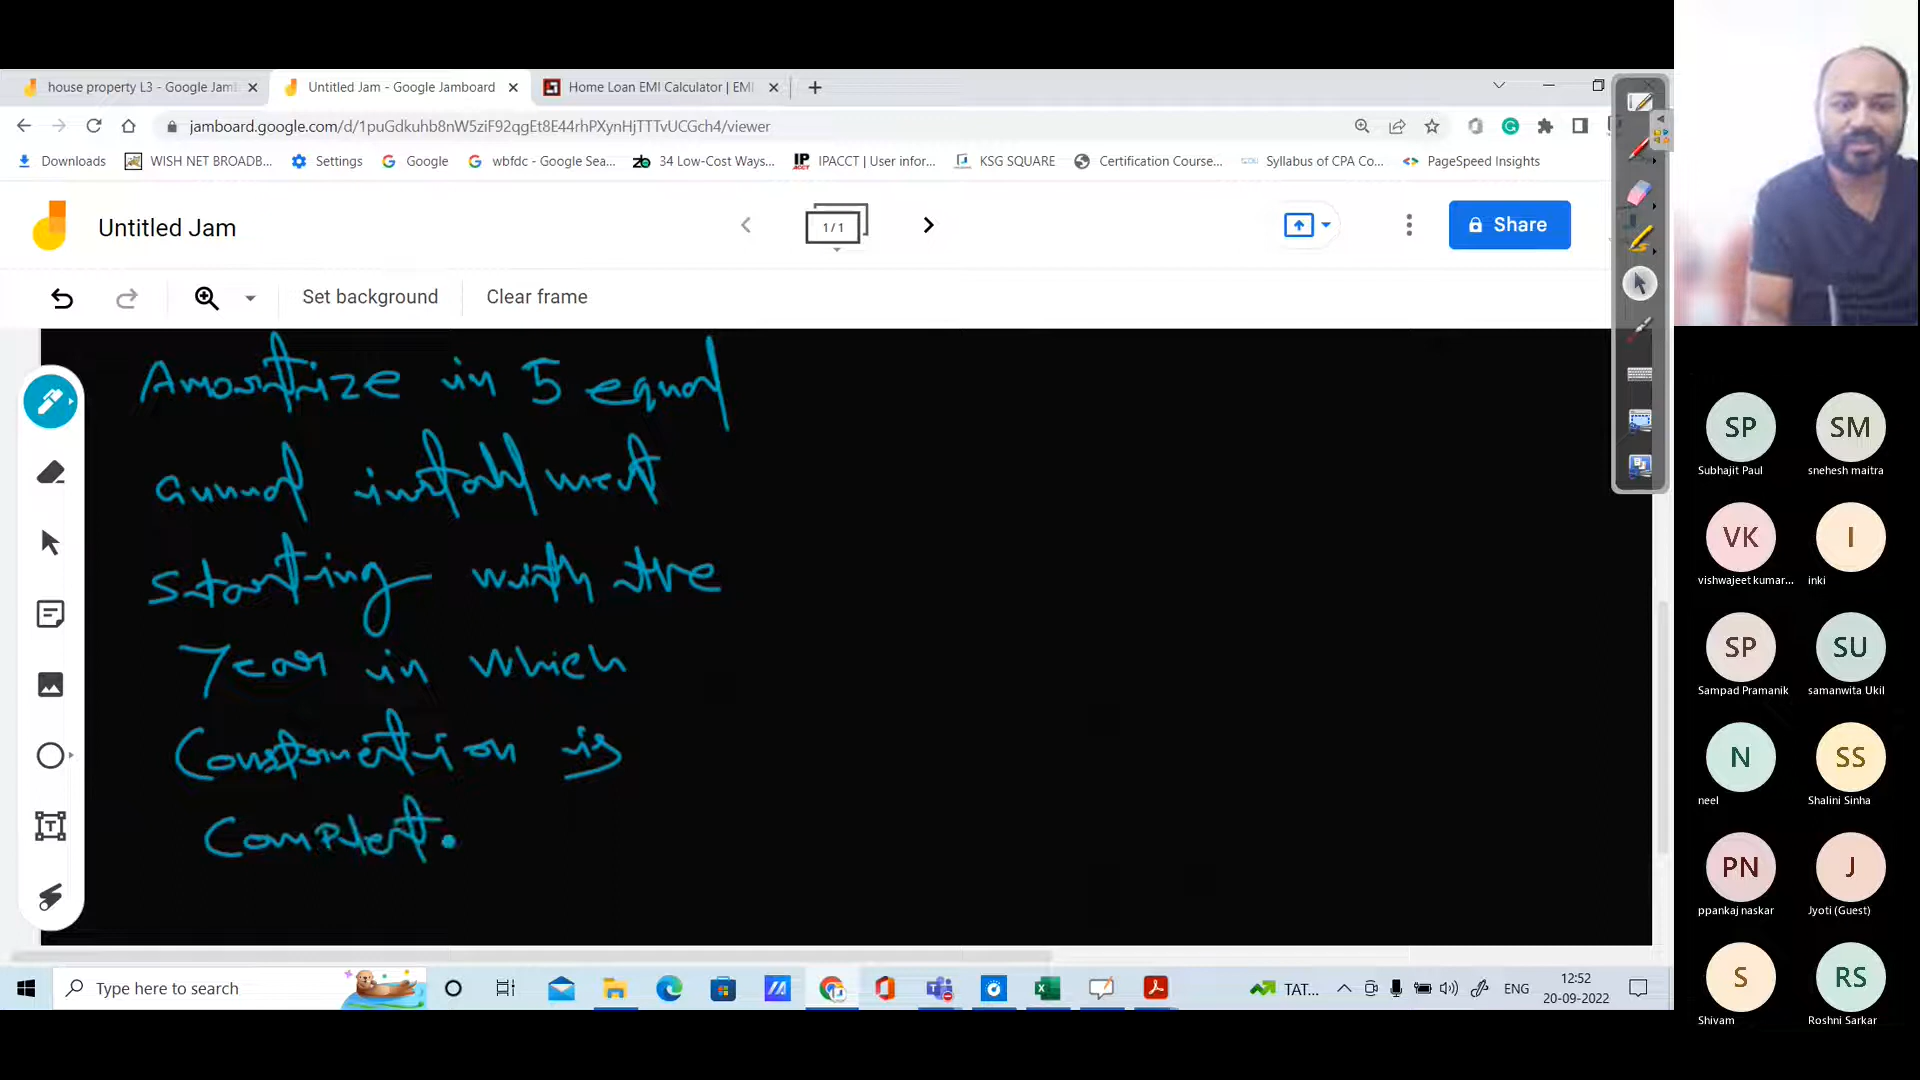 house property L3 - Google Jam
Untitled Jam - Google Jamboard
Home Loan EMI Calculator | EMI
jamboard.google.com/d/1puGdkuhb8nW5ziF92qgEt8E44rhPXynHjTTTvUCGch4/viewer
Downloads
WISH NET BROADB...
Settings
Google
wbfdc - Google Sea...
34 Low-Cost Ways...
IPACCT | User infor...
KSG SQUARE
Certification Course...
Syllabus of CPA Co...
PageSpeed Insights
Untitled Jam
1 / 1
Share
Set background
Clear frame
Amortize in 5 equal
annual installment
starting with the
Year in which
Construction is
Complet.
SP
Subhajit Paul
SM
snehesh maitra
VK
vishwajeet kumar...
I
inki
SP
Sampad Pramanik
SU
samanwita Ukil
N
neel
SS
Shalini Sinha
PN
ppankaj naskar
J
Jyoti (Guest)
S
Shivam
RS
Roshni Sarkar
Type here to search
TAT...
ENG
12:52
20-09-2022